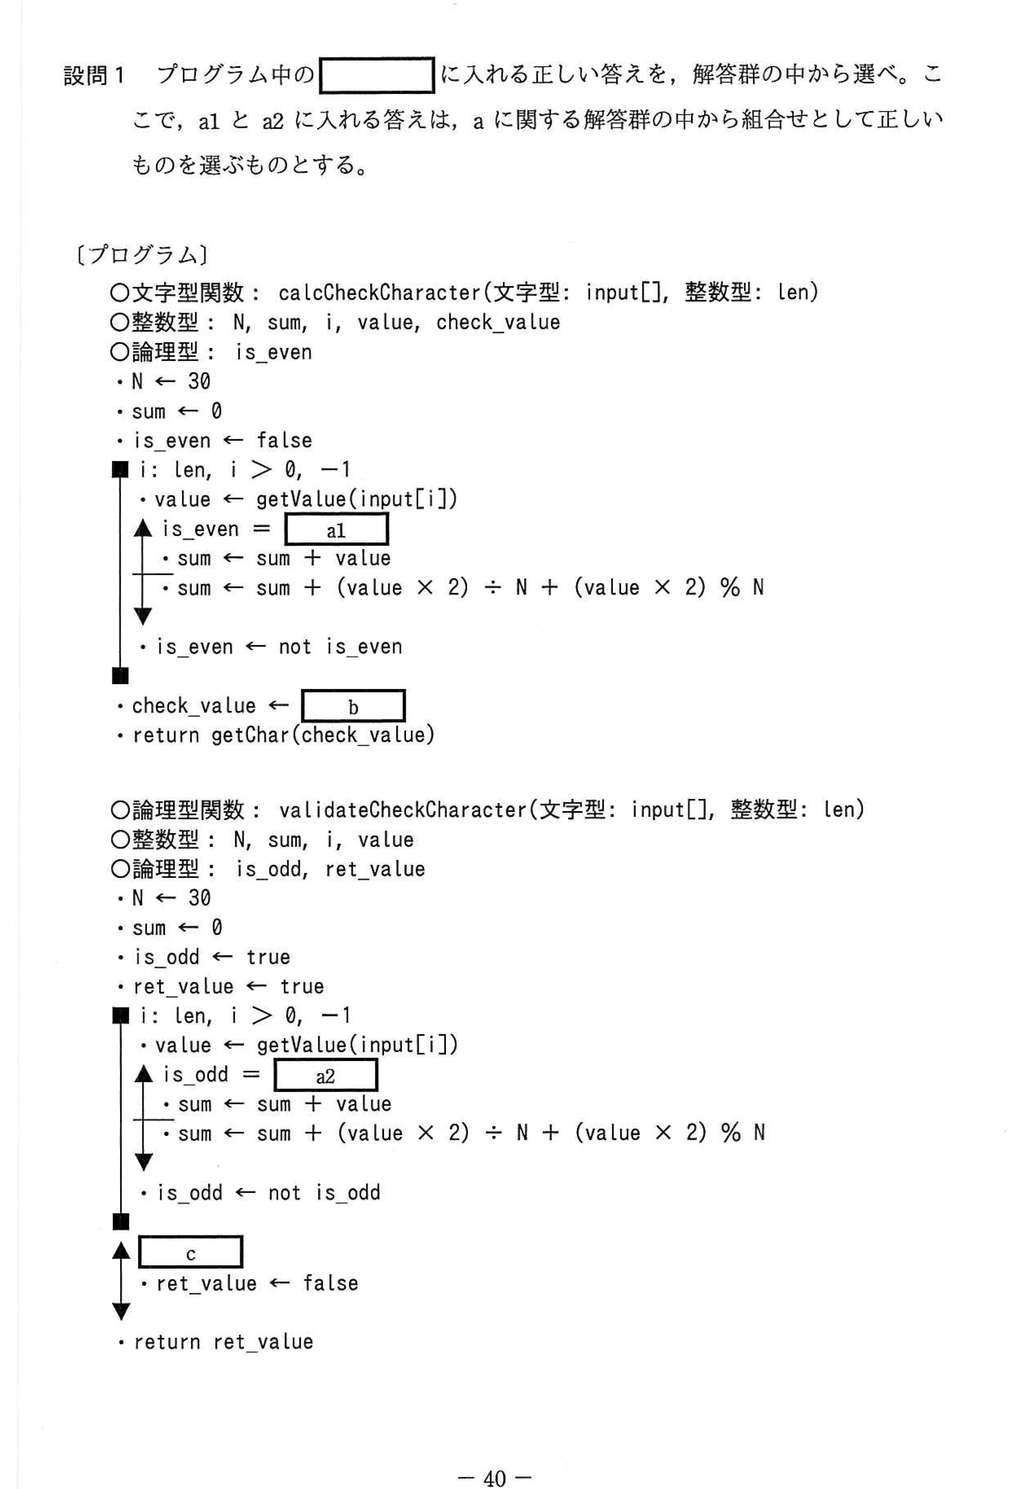 設問1　プログラム中の　　　　に入れる正しい答えを，解答群の中から選べ。こ
こで，a1 と a2 に入れる答えは，a に関する解答群の中から組合せとして正しい
ものを選ぶものとする。
〔プログラム〕
○文字型関数： calcCheckCharacter(文字型: input[], 整数型: len)
○整数型： N, sum, i, value, check_value
○論理型： is_even
・N ← 30
・sum ← 0
・is_even ← false
■ i: len, i ＞ 0, －1
・value ← getValue(input[i])
▲ is_even = a1
・sum ← sum ＋ value
・sum ← sum ＋ (value × 2) ÷ N ＋ (value × 2) ％ N
▼
・is_even ← not is_even
■
・check_value ← b
・return getChar(check_value)
○論理型関数： validateCheckCharacter(文字型: input[], 整数型: len)
○整数型： N, sum, i, value
○論理型： is_odd, ret_value
・N ← 30
・sum ← 0
・is_odd ← true
・ret_value ← true
■ i: len, i ＞ 0, －1
・value ← getValue(input[i])
▲ is_odd = a2
・sum ← sum ＋ value
・sum ← sum ＋ (value × 2) ÷ N ＋ (value × 2) ％ N
▼
・is_odd ← not is_odd
■
▲ c
・ret_value ← false
▼
・return ret_value
－ 40 －